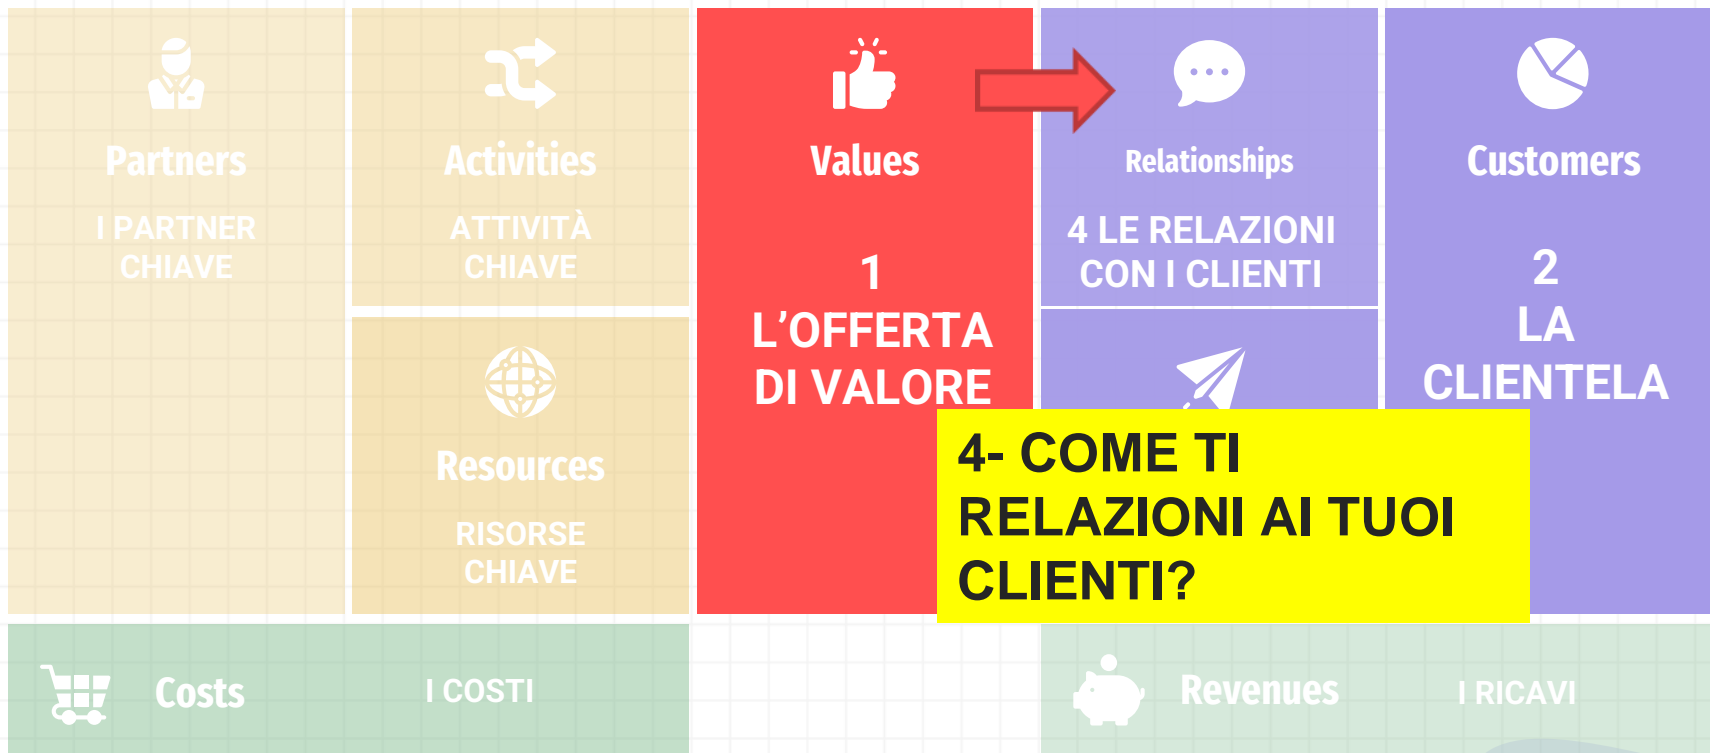 Partners
I PARTNER
CHIAVE
Activities
ATTIVITÀ
CHIAVE
Resources
RISORSE
CHIAVE
Values
1
L’OFFERTA
DI VALORE
Relationships
4 LE RELAZIONI
CON I CLIENTI
Customers
2
LA
CLIENTELA
4- COME TI
RELAZIONI AI TUOI
CLIENTI?
Costs
I COSTI
Revenues
I RICAVI